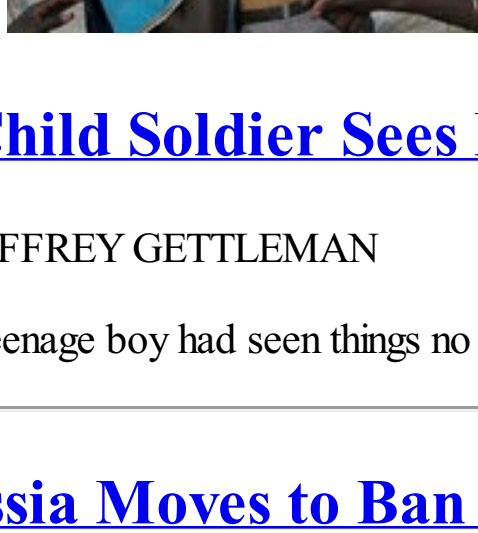 Child Soldier Sees
FFREY GETTLEMAN
eenage boy had seen things no
ssia Moves to Ban